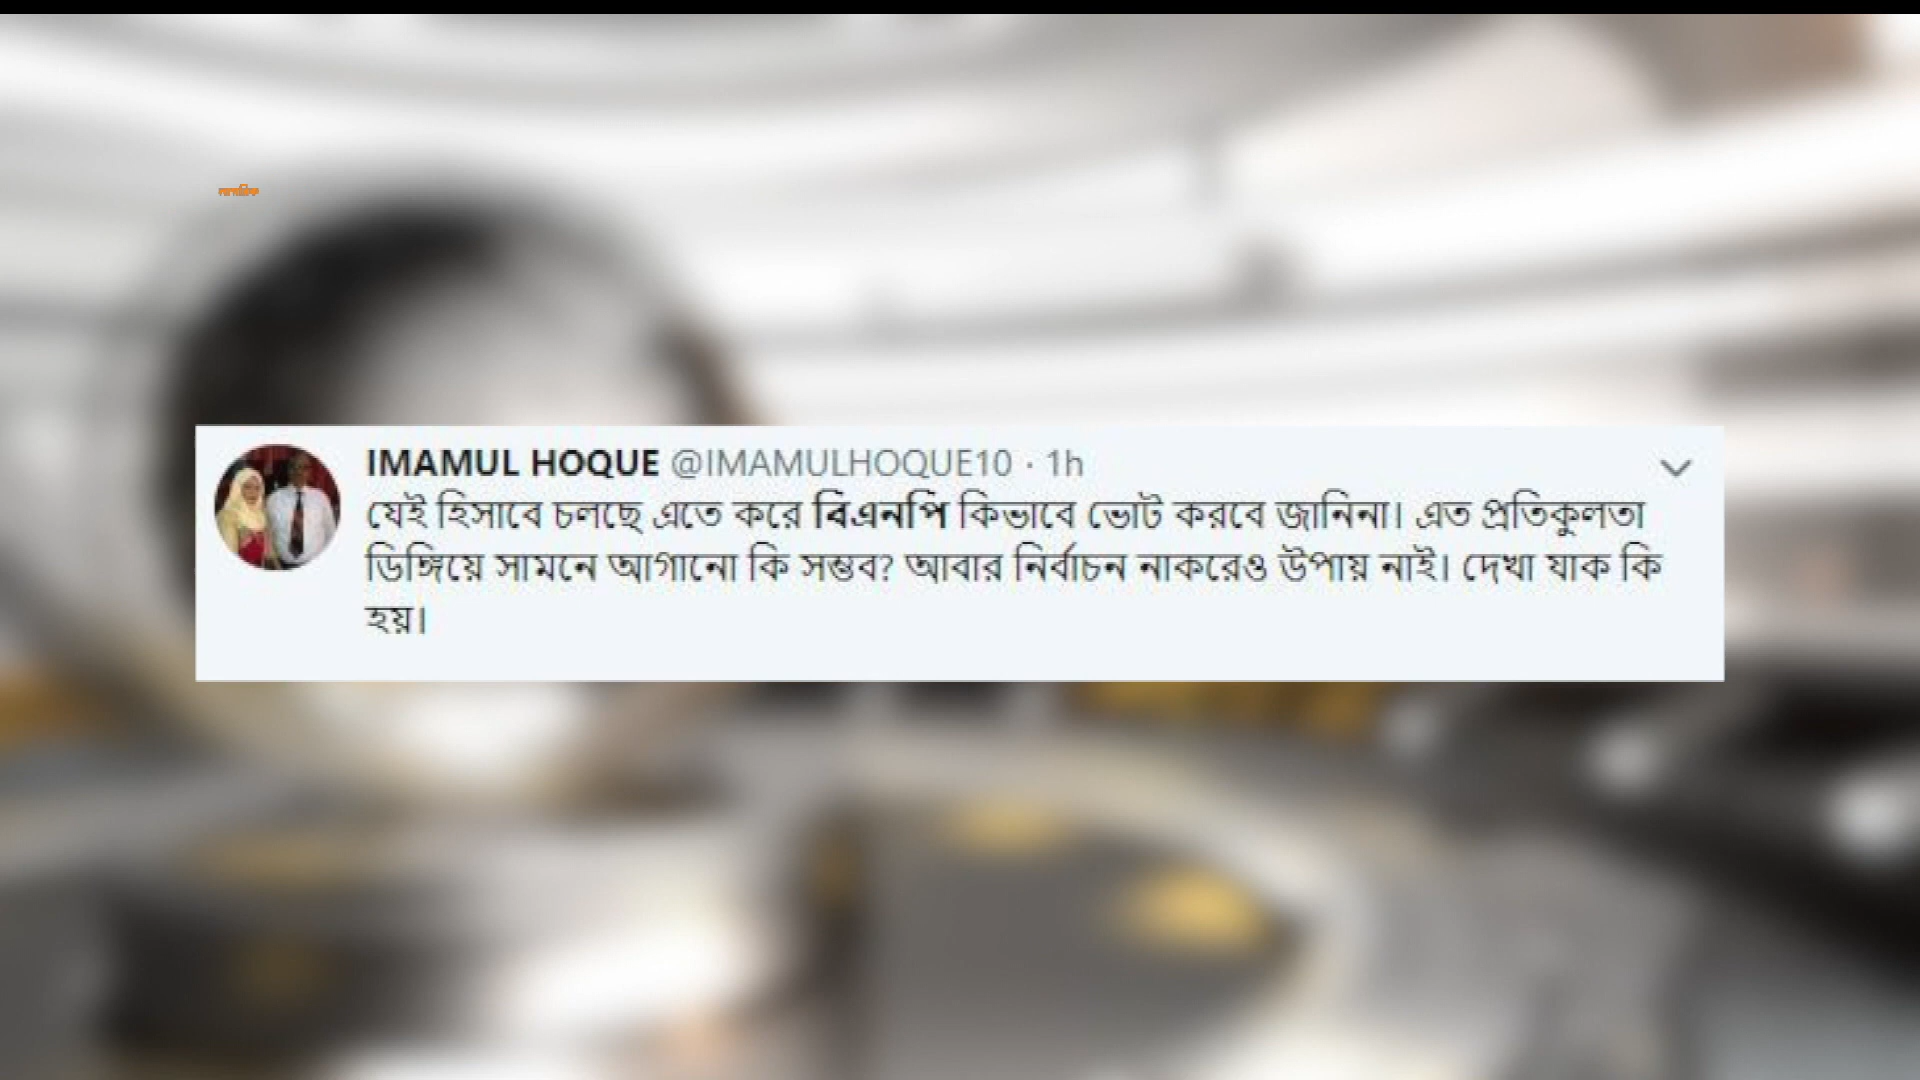 IMAMUL HOQUE @IMAMULHOQUE10 · 1h
যেই হিসাবে চলছে এতে করে বিএনপি কিভাবে ভোট করবে জানিনা। এত প্রতিকুলতা
ডিঙ্গিয়ে সামনে আগানো কি সম্ভব? আবার নির্বাচন নাকরেও উপায় নাই। দেখা যাক কি
হয়।